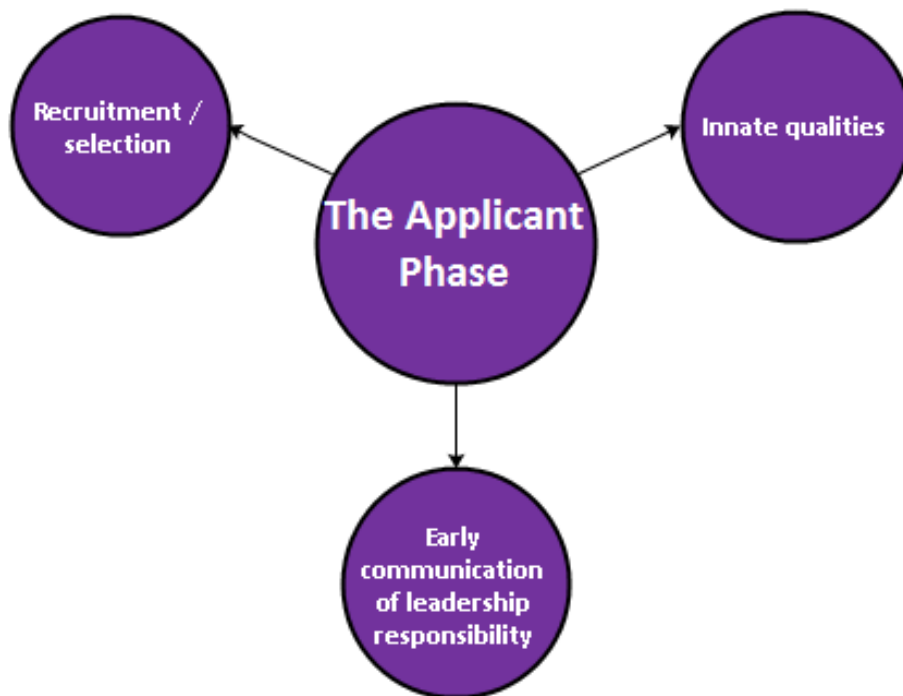 Recruitment /
selection
Innate qualities
The Applicant
Phase
Early
communication
of leadership
responsibility